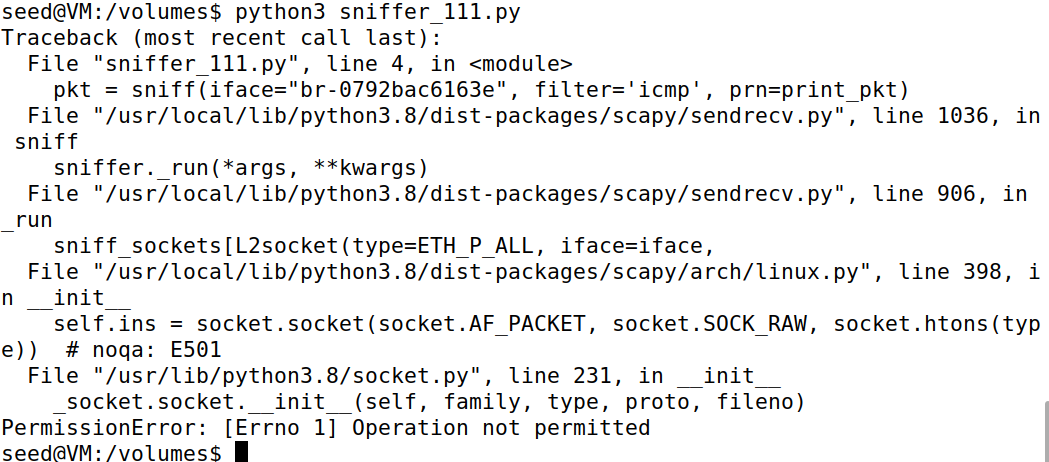 seed@VM:/volumes$ python3 sniffer_111.py
Traceback (most recent call last):
  File "sniffer_111.py", line 4, in <module>
    pkt = sniff(iface="br-0792bac6163e", filter='icmp', prn=print_pkt)
  File "/usr/local/lib/python3.8/dist-packages/scapy/sendrecv.py", line 1036, in
 sniff
    sniffer._run(*args, **kwargs)
  File "/usr/local/lib/python3.8/dist-packages/scapy/sendrecv.py", line 906, in
_run
    sniff_sockets[L2socket(type=ETH_P_ALL, iface=iface,
  File "/usr/local/lib/python3.8/dist-packages/scapy/arch/linux.py", line 398, i
n __init__
    self.ins = socket.socket(socket.AF_PACKET, socket.SOCK_RAW, socket.htons(typ
e))  # noqa: E501
  File "/usr/lib/python3.8/socket.py", line 231, in __init__
    _socket.socket.__init__(self, family, type, proto, fileno)
PermissionError: [Errno 1] Operation not permitted
seed@VM:/volumes$